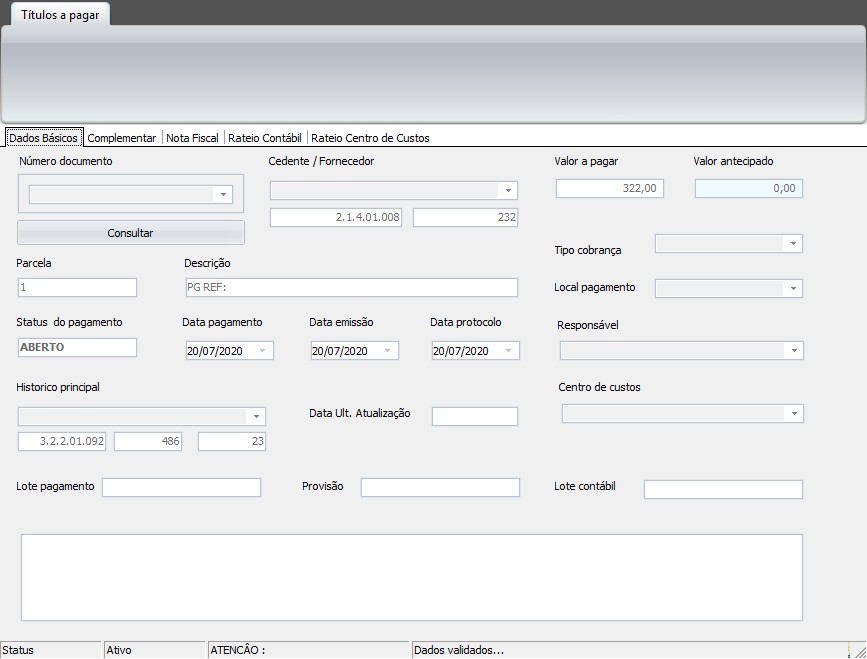 Títulos a pagar
Dados Básicos Complementar Nota Fiscal Rateio Contábil Rateio Centro de Custos
Número documento Cedente / Fornecedor Valor a pagar Valor antecipado
322,00 0,00
2.1.4.01.008 232
Consultar
Tipo cobrança
Parcela Descrição
1 PG REF: Local pagamento
Status do pagamento Data pagamento Data emissão Data protocolo Responsável
ABERTO 20/07/2020 20/07/2020 20/07/2020
Historico principal Centro de custos
Data Ult. Atualização
3.2.2.01.092 486 23
Lote pagamento Provisão Lote contábil
Status Ativo ATENCÂO : Dados validados...